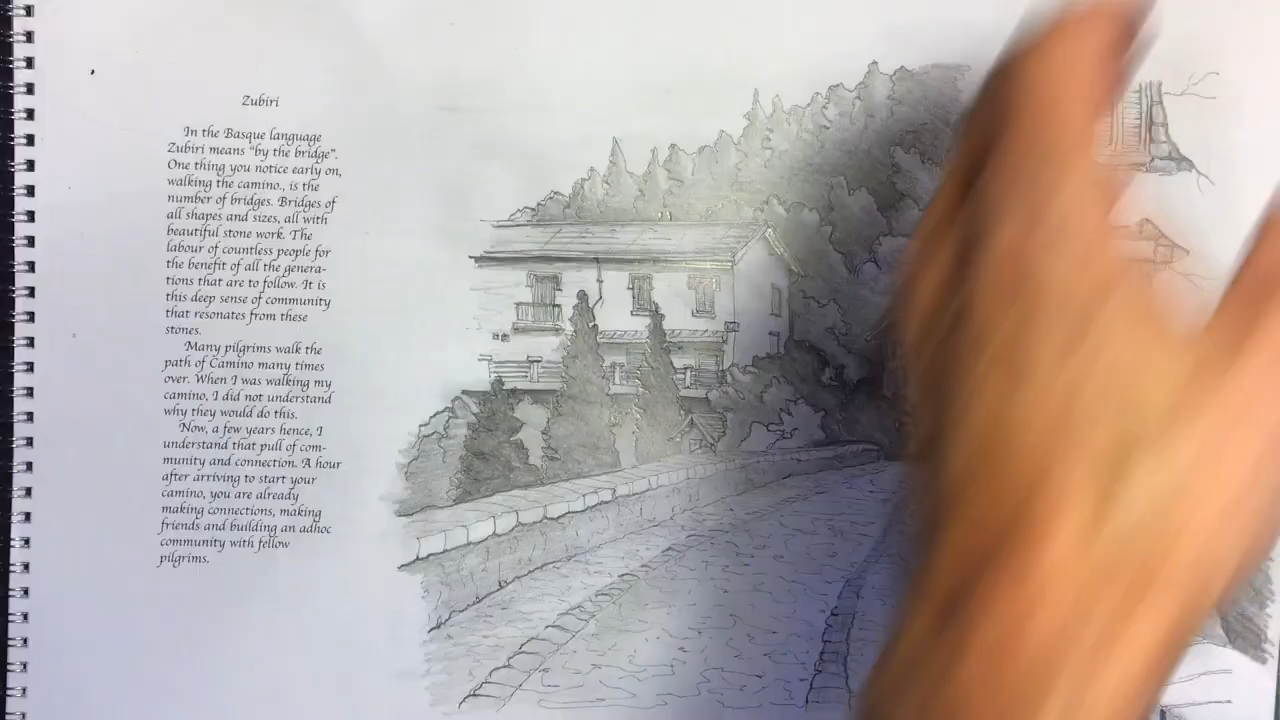 Zubiri
In the Basque language
Zubiri means "by the bridge".
One thing you notice early on,
walking the camino., is the
number of bridges. Bridges of
all shapes and sizes, all with
beautiful stone work. The
labour of countless people for
the benefit of all the genera-
tions that are to follow. It is
this deep sense of community
that resonates from these
stones.
Many pilgrims walk the
path of Camino many times
over. When I was walking my
camino, I did not understand
why they would do this.
Now, a few years hence, I
understand that pull of com-
munity and connection. A hour
after arriving to start your
camino, you are already
making connections, making
friends and building an adhoc
community with fellow
pilgrims.